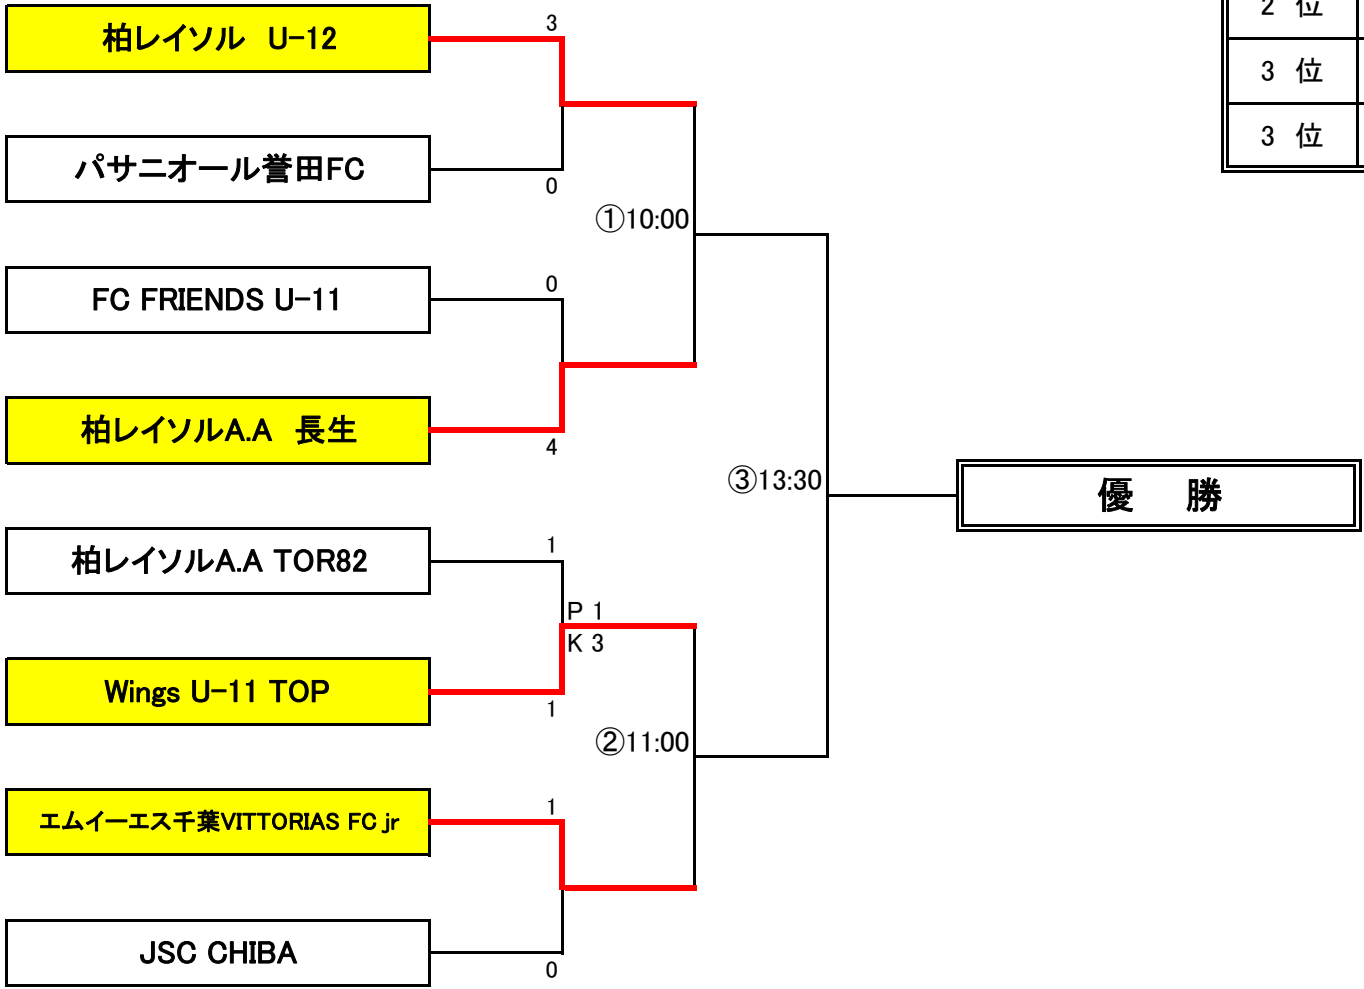 2 位
3 位
3 位
柏レイソル　U-12
3
パサニオール誉田FC
0
①10:00
FC FRIENDS U-11
0
柏レイソルA.A　長生
4
③13:30
優　勝
柏レイソルA.A TOR82
1
P 1
K 3
Wings U-11 TOP
1
②11:00
エムイーエス千葉VITTORIAS FC jr
1
JSC CHIBA
0